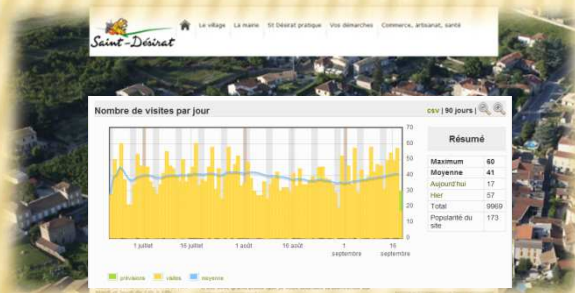 Saint-Désirat
Le village La mairie St Désirat pratique Vos démarches Commerce, artisanat, santé
Nombre de visites par jour
csv | 90 jours |
70
60
50
40
30
20
10
0
1 juillet 16 juillet 1 août 16 août 1 septembre 16 septembre
prévisions visites moyenne
Résumé
Maximum 60
Moyenne 41
Aujourd'hui 17
Hier 57
Total 9969
Popularité du site 173